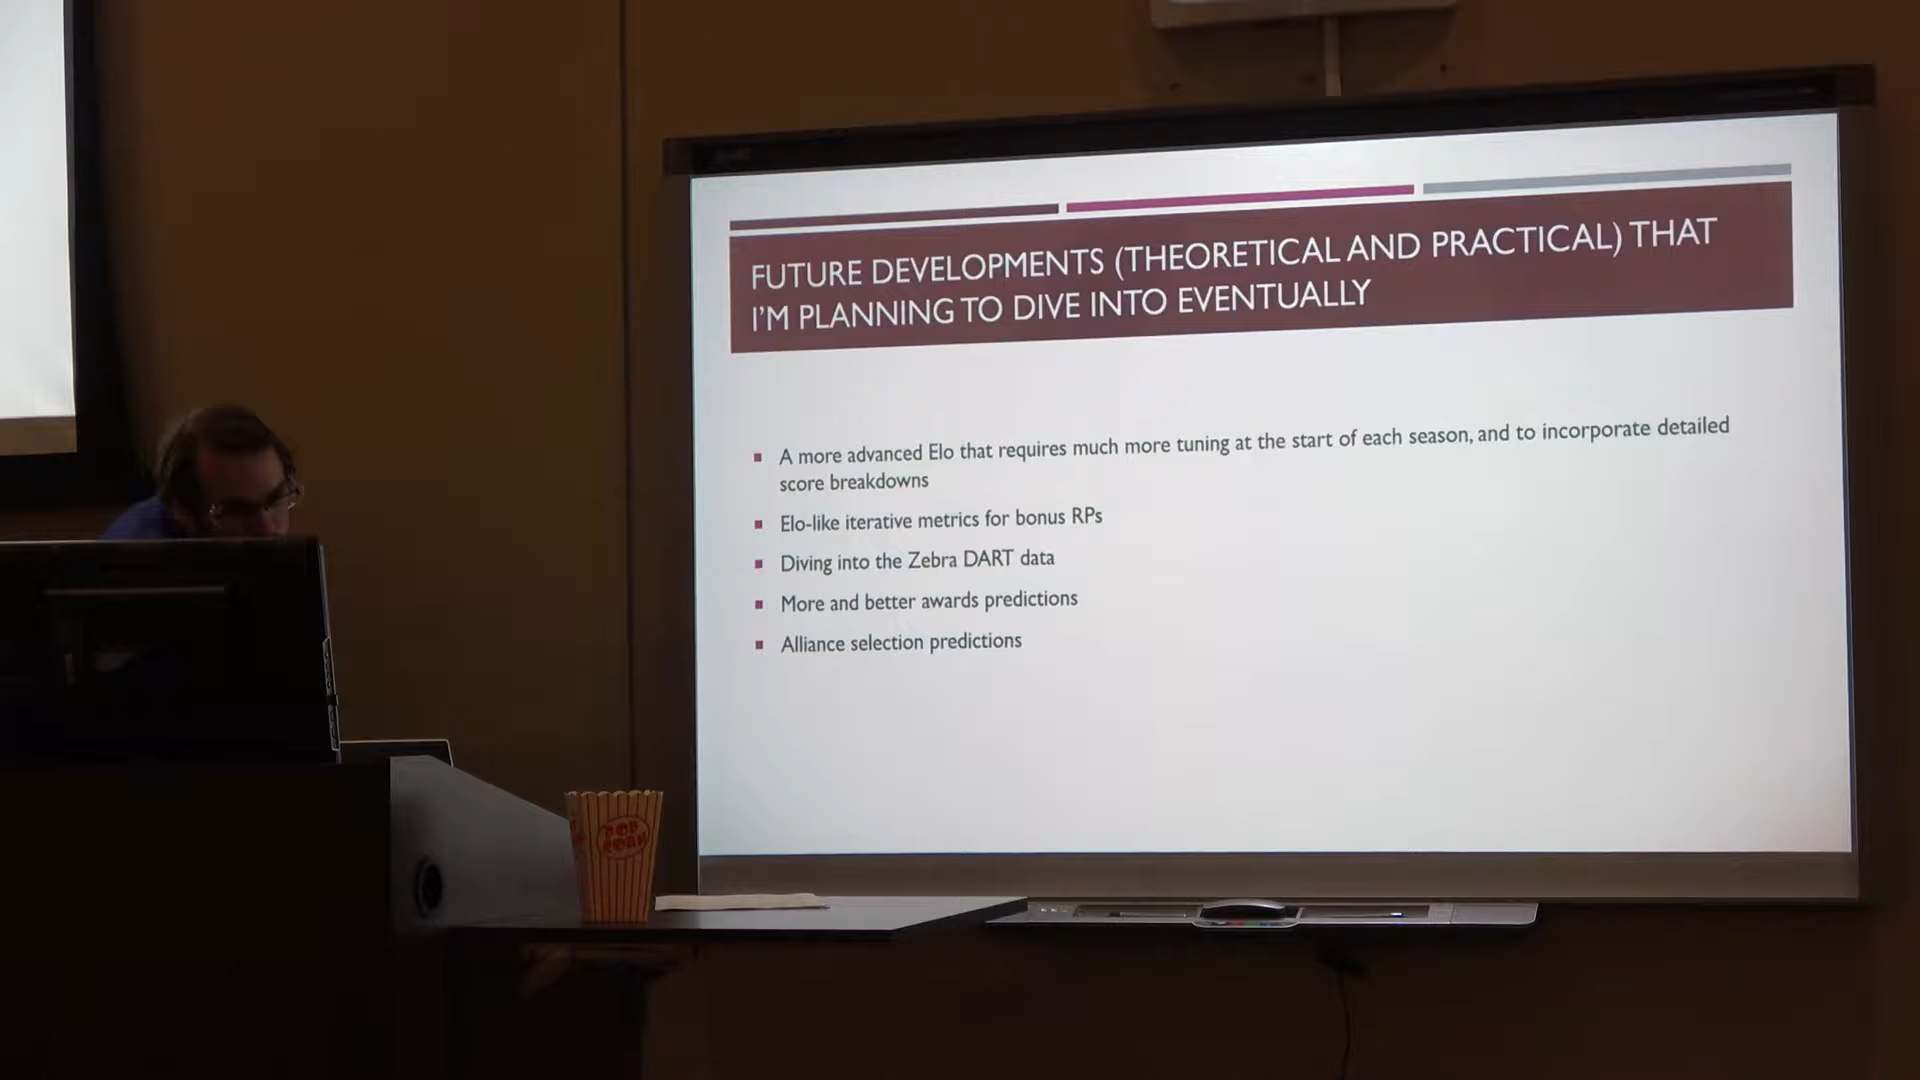 FUTURE DEVELOPMENTS (THEORETICAL AND PRACTICAL) THAT
I'M PLANNING TO DIVE INTO EVENTUALLY
▪ A more advanced Elo that requires much more tuning at the start of each season, and to incorporate detailed
score breakdowns
▪ Elo-like iterative metrics for bonus RPs
▪ Diving into the Zebra DART data
▪ More and better awards predictions
▪ Alliance selection predictions
POP
CORN